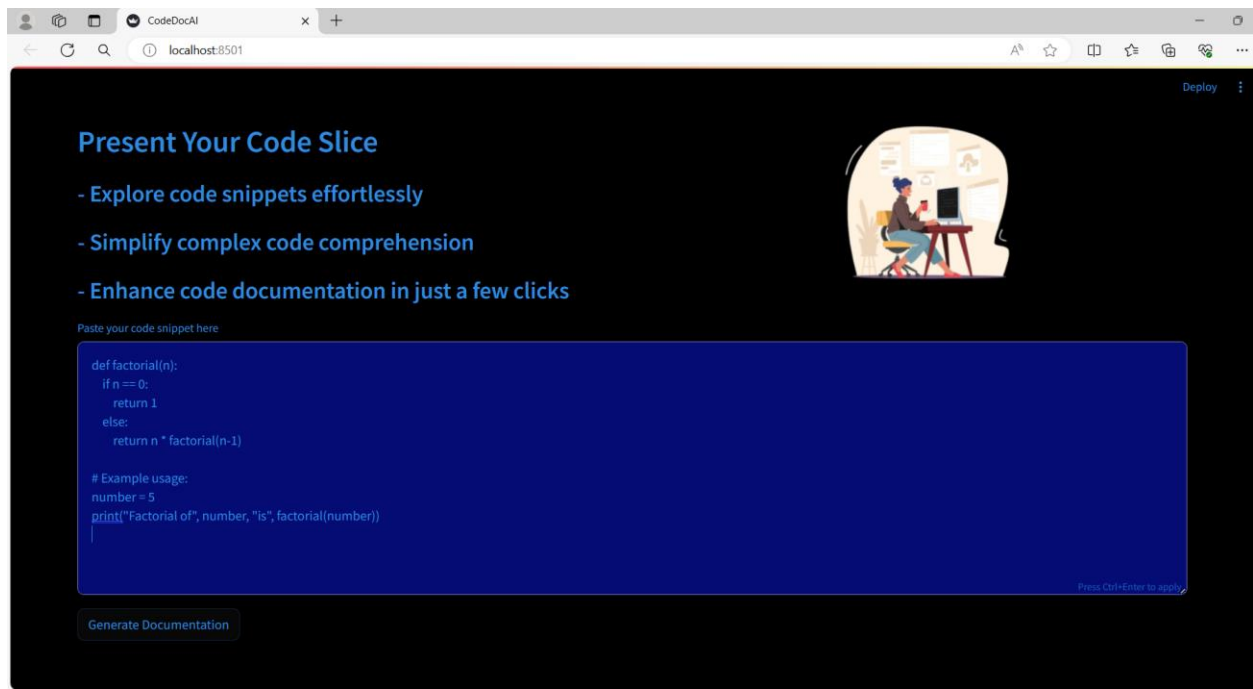 CodeDocAI
localhost:8501
Deploy
Present Your Code Slice
- Explore code snippets effortlessly
- Simplify complex code comprehension
- Enhance code documentation in just a few clicks
Paste your code snippet here
def factorial(n):
if n == 0:
return 1
else:
return n * factorial(n-1)
# Example usage:
number = 5
print("Factorial of", number, "is", factorial(number))
Press Ctrl+Enter to apply
Generate Documentation